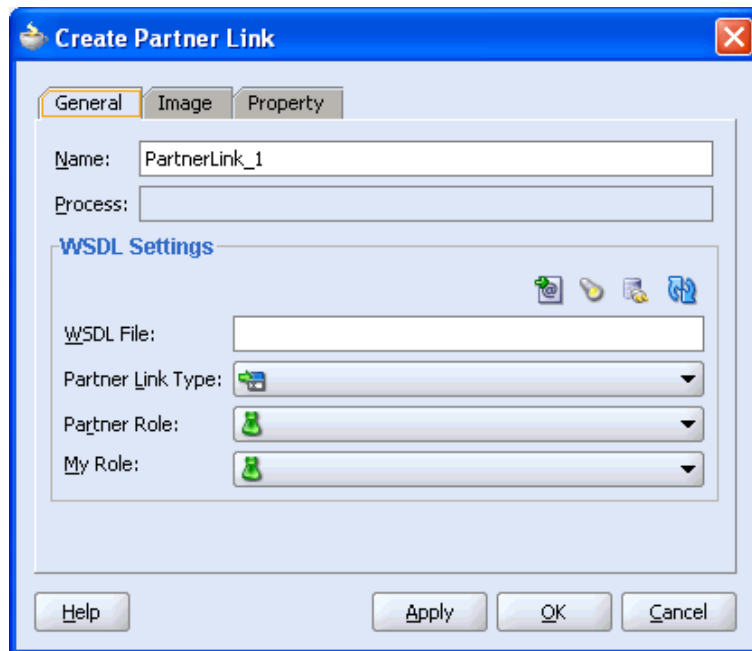 Create Partner Link
General Image Property
Name: PartnerLink_1
Process:
WSDL Settings
WSDL File:
Partner Link Type:
Partner Role:
My Role:
Help Apply OK Cancel